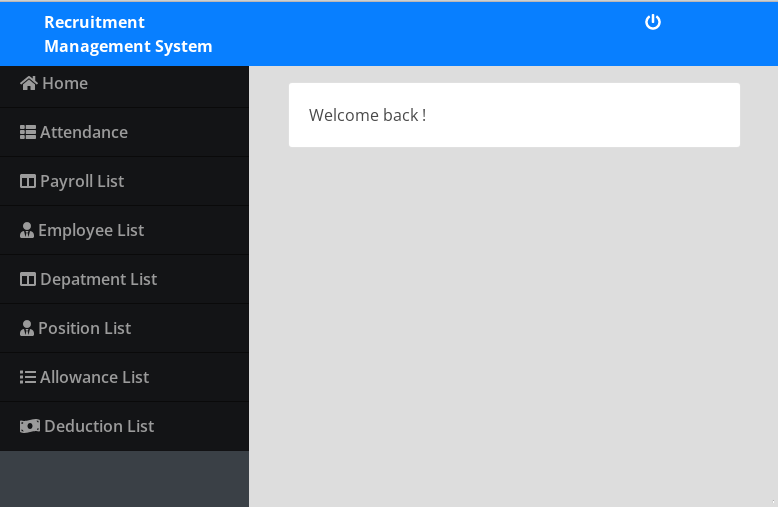 Recruitment
Management System
Home
Attendance
Payroll List
Employee List
Depatment List
Position List
Allowance List
Deduction List
Welcome back !